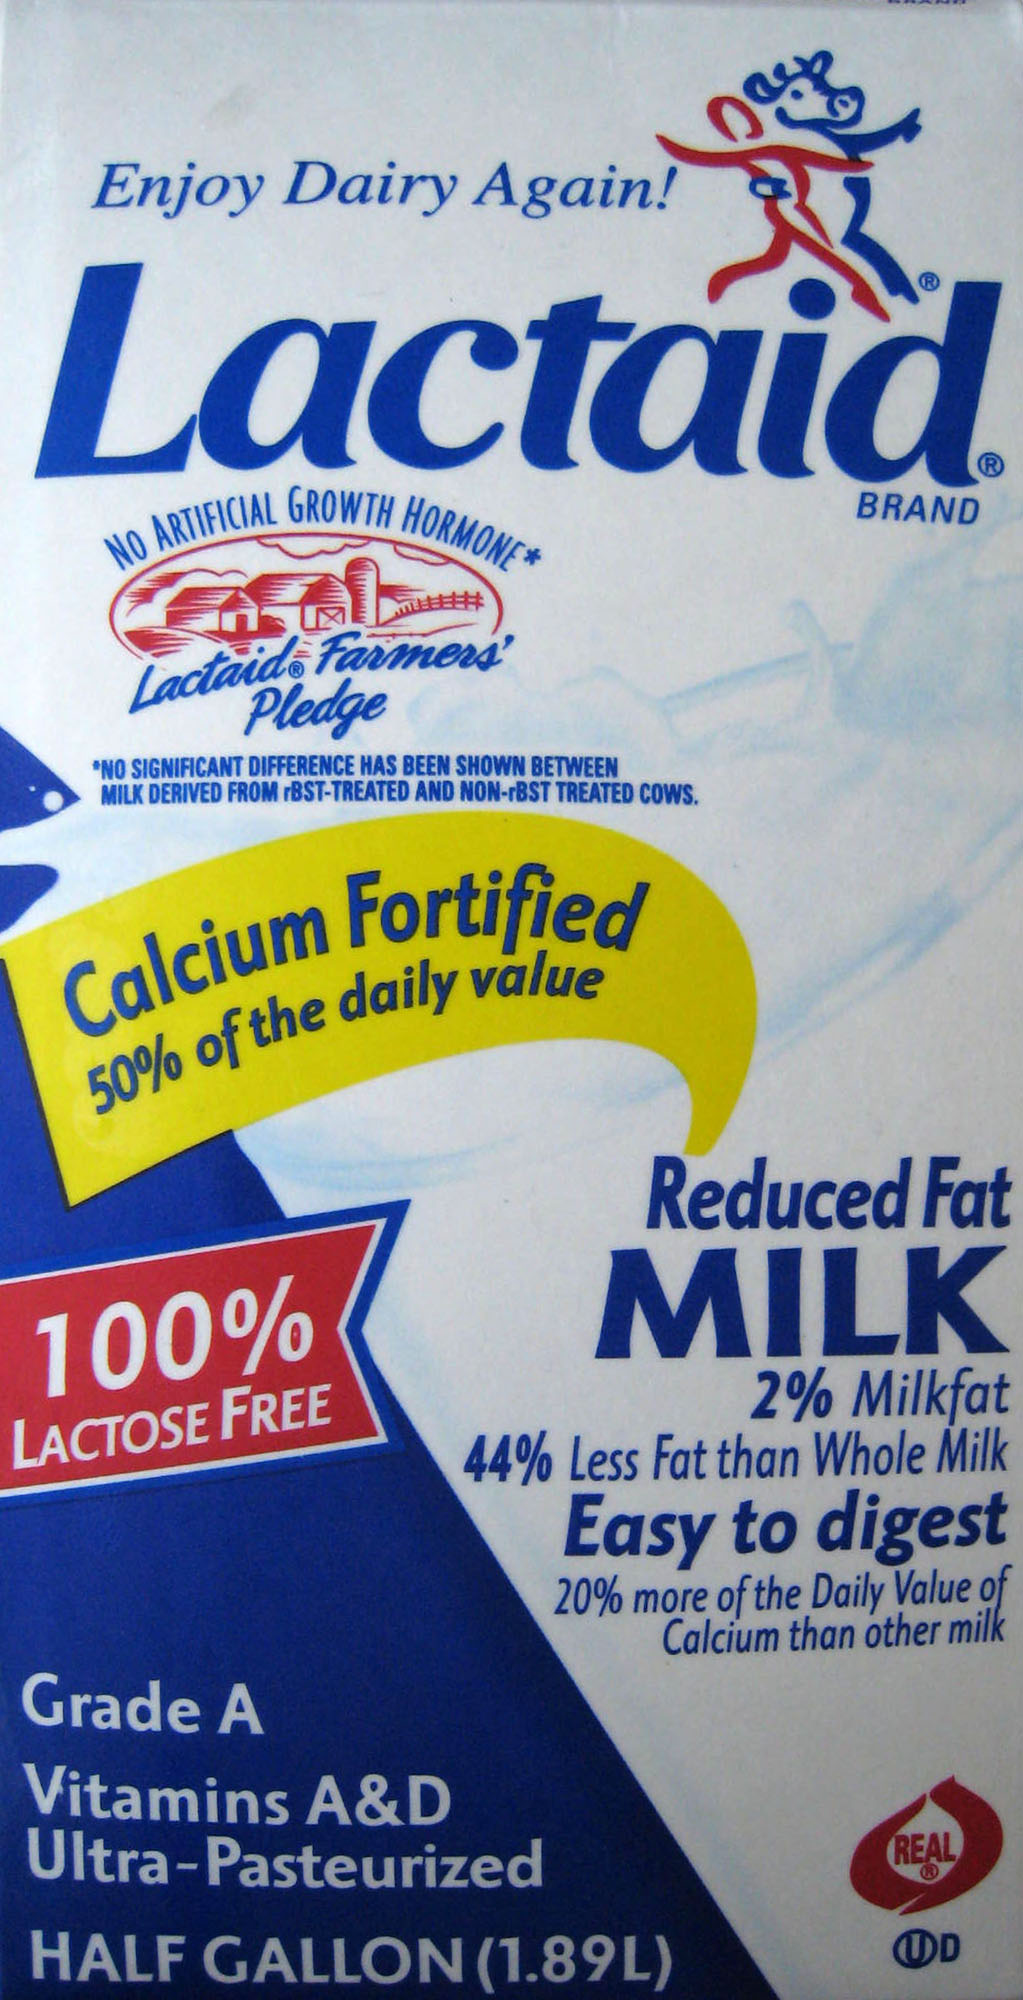 Enjoy Dairy Again!
Lactaid®
®
BRAND
NO ARTIFICIAL GROWTH HORMONE*
Lactaid® Farmers'
Pledge
*NO SIGNIFICANT DIFFERENCE HAS BEEN SHOWN BETWEEN
MILK DERIVED FROM rBST-TREATED AND NON-rBST TREATED COWS.
Calcium Fortified
50% of the daily value
Reduced Fat
MILK
2% Milkfat
44% Less Fat than Whole Milk
Easy to digest
20% more of the Daily Value of
Calcium than other milk
100%
LACTOSE FREE
Grade A
Vitamins A&D
Ultra-Pasteurized
HALF GALLON (1.89L)
REAL
®
UD